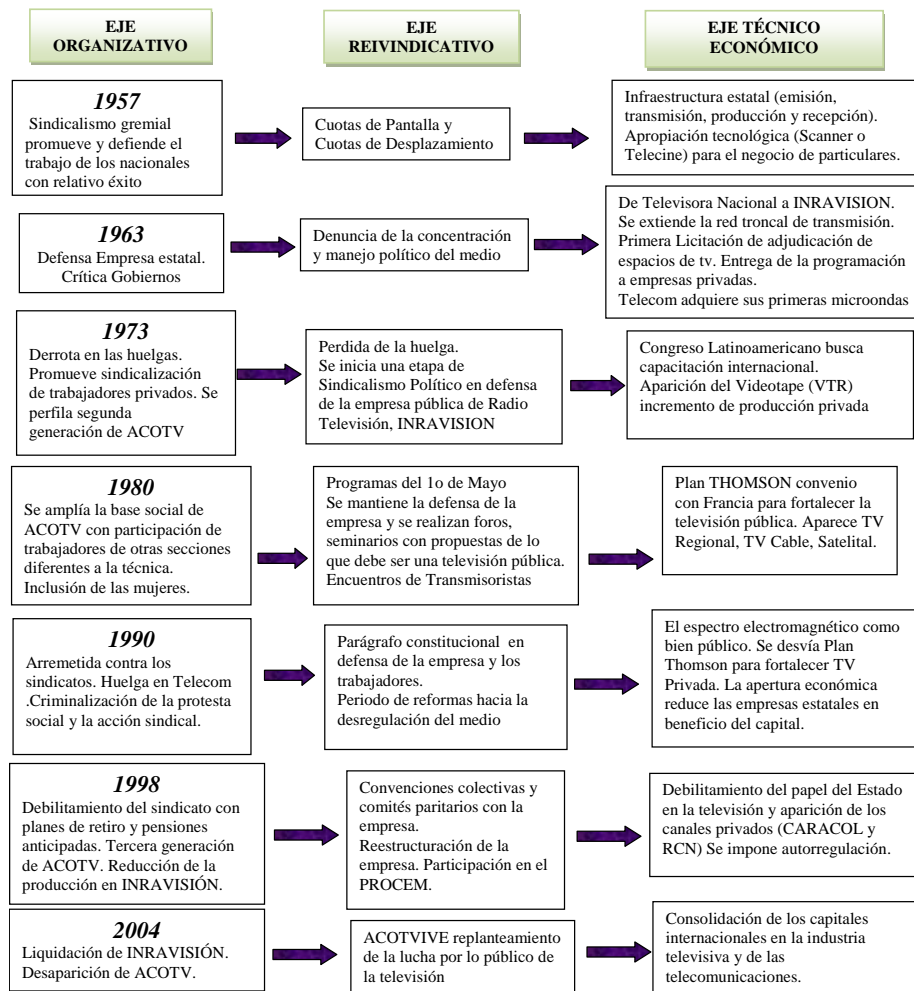 EJE
ORGANIZATIVO
EJE
REIVINDICATIVO
EJE TÉCNICO
ECONÓMICO
1957
Sindicalismo gremial
promueve y defiende el
trabajo de los nacionales
con relativo éxito
Cuotas de Pantalla y
Cuotas de Desplazamiento
Infraestructura estatal (emisión,
transmisión, producción y recepción).
Apropiación tecnológica (Scanner o
Telecine) para el negocio de particulares.
1963
Defensa Empresa estatal.
Crítica Gobiernos
Denuncia de la concentración
y manejo político del medio
De Televisora Nacional a INRAVISION.
Se extiende la red troncal de transmisión.
Primera Licitación de adjudicación de
espacios de tv. Entrega de la programación
a empresas privadas.
Telecom adquiere sus primeras microondas
1973
Derrota en las huelgas.
Promueve sindicalización
de trabajadores privados. Se
perfila segunda
generación de ACOTV
Perdida de la huelga.
Se inicia una etapa de
Sindicalismo Político en defensa
de la empresa pública de Radio
Televisión, INRAVISION
Congreso Latinoamericano busca
capacitación internacional.
Aparición del Videotape (VTR)
incremento de producción privada
1980
Se amplía la base social de
ACOTV con participación de
trabajadores de otras secciones
diferentes a la técnica.
Inclusión de las mujeres.
Programas del 1o de Mayo
Se mantiene la defensa de la
empresa y se realizan foros,
seminarios con propuestas de lo
que debe ser una televisión pública.
Encuentros de Transmisoristas
Plan THOMSON convenio
con Francia para fortalecer la
televisión pública. Aparece TV
Regional, TV Cable, Satelital.
1990
Arremetida contra los
sindicatos. Huelga en Telecom
.Criminalización de la protesta
social y la acción sindical.
Parágrafo constitucional en
defensa de la empresa y los
trabajadores.
Periodo de reformas hacia la
desregulación del medio
El espectro electromagnético como
bien público. Se desvía Plan
Thomson para fortalecer TV
Privada. La apertura económica
reduce las empresas estatales en
beneficio del capital.
1998
Debilitamiento del sindicato con
planes de retiro y pensiones
anticipadas. Tercera generación
de ACOTV. Reducción de la
producción en INRAVISIÓN.
Convenciones colectivas y
comités paritarios con la
empresa.
Reestructuración de la
empresa. Participación en el
PROCEM.
Debilitamiento del papel del Estado
en la televisión y aparición de los
canales privados (CARACOL y
RCN) Se impone autorregulación.
2004
Liquidación de INRAVISIÓN.
Desaparición de ACOTV.
ACOTVIVE replanteamiento
de la lucha por lo público de
la televisión
Consolidación de los capitales
internacionales en la industria
televisiva y de las
telecomunicaciones.